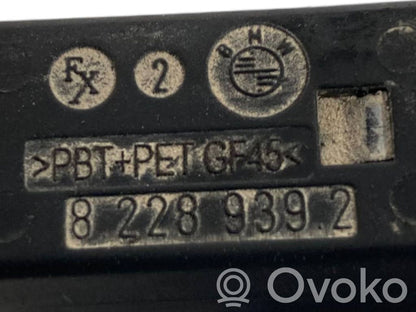 FX 2 BMW
>PBT+PET GF45<
8 228 939.2
Ovoko